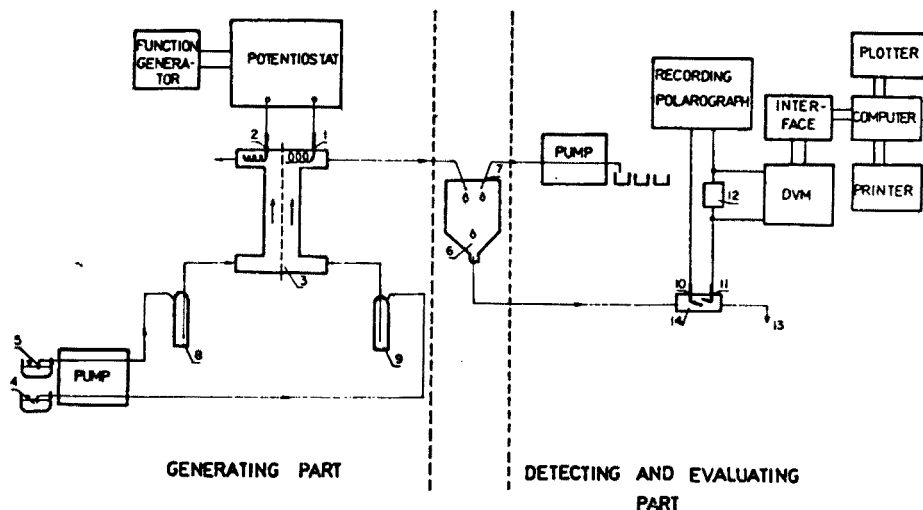 FUNCTION
GENERA-
TOR
POTENTIOSTAT
2
1
3
8
9
5
4
PUMP
6
7
PUMP
RECORDING
POLAROGRAPH
INTER-
FACE
PLOTTER
COMPUTER
PRINTER
DVM
12
10
11
14
13
GENERATING PART
DETECTING AND EVALUATING
PART